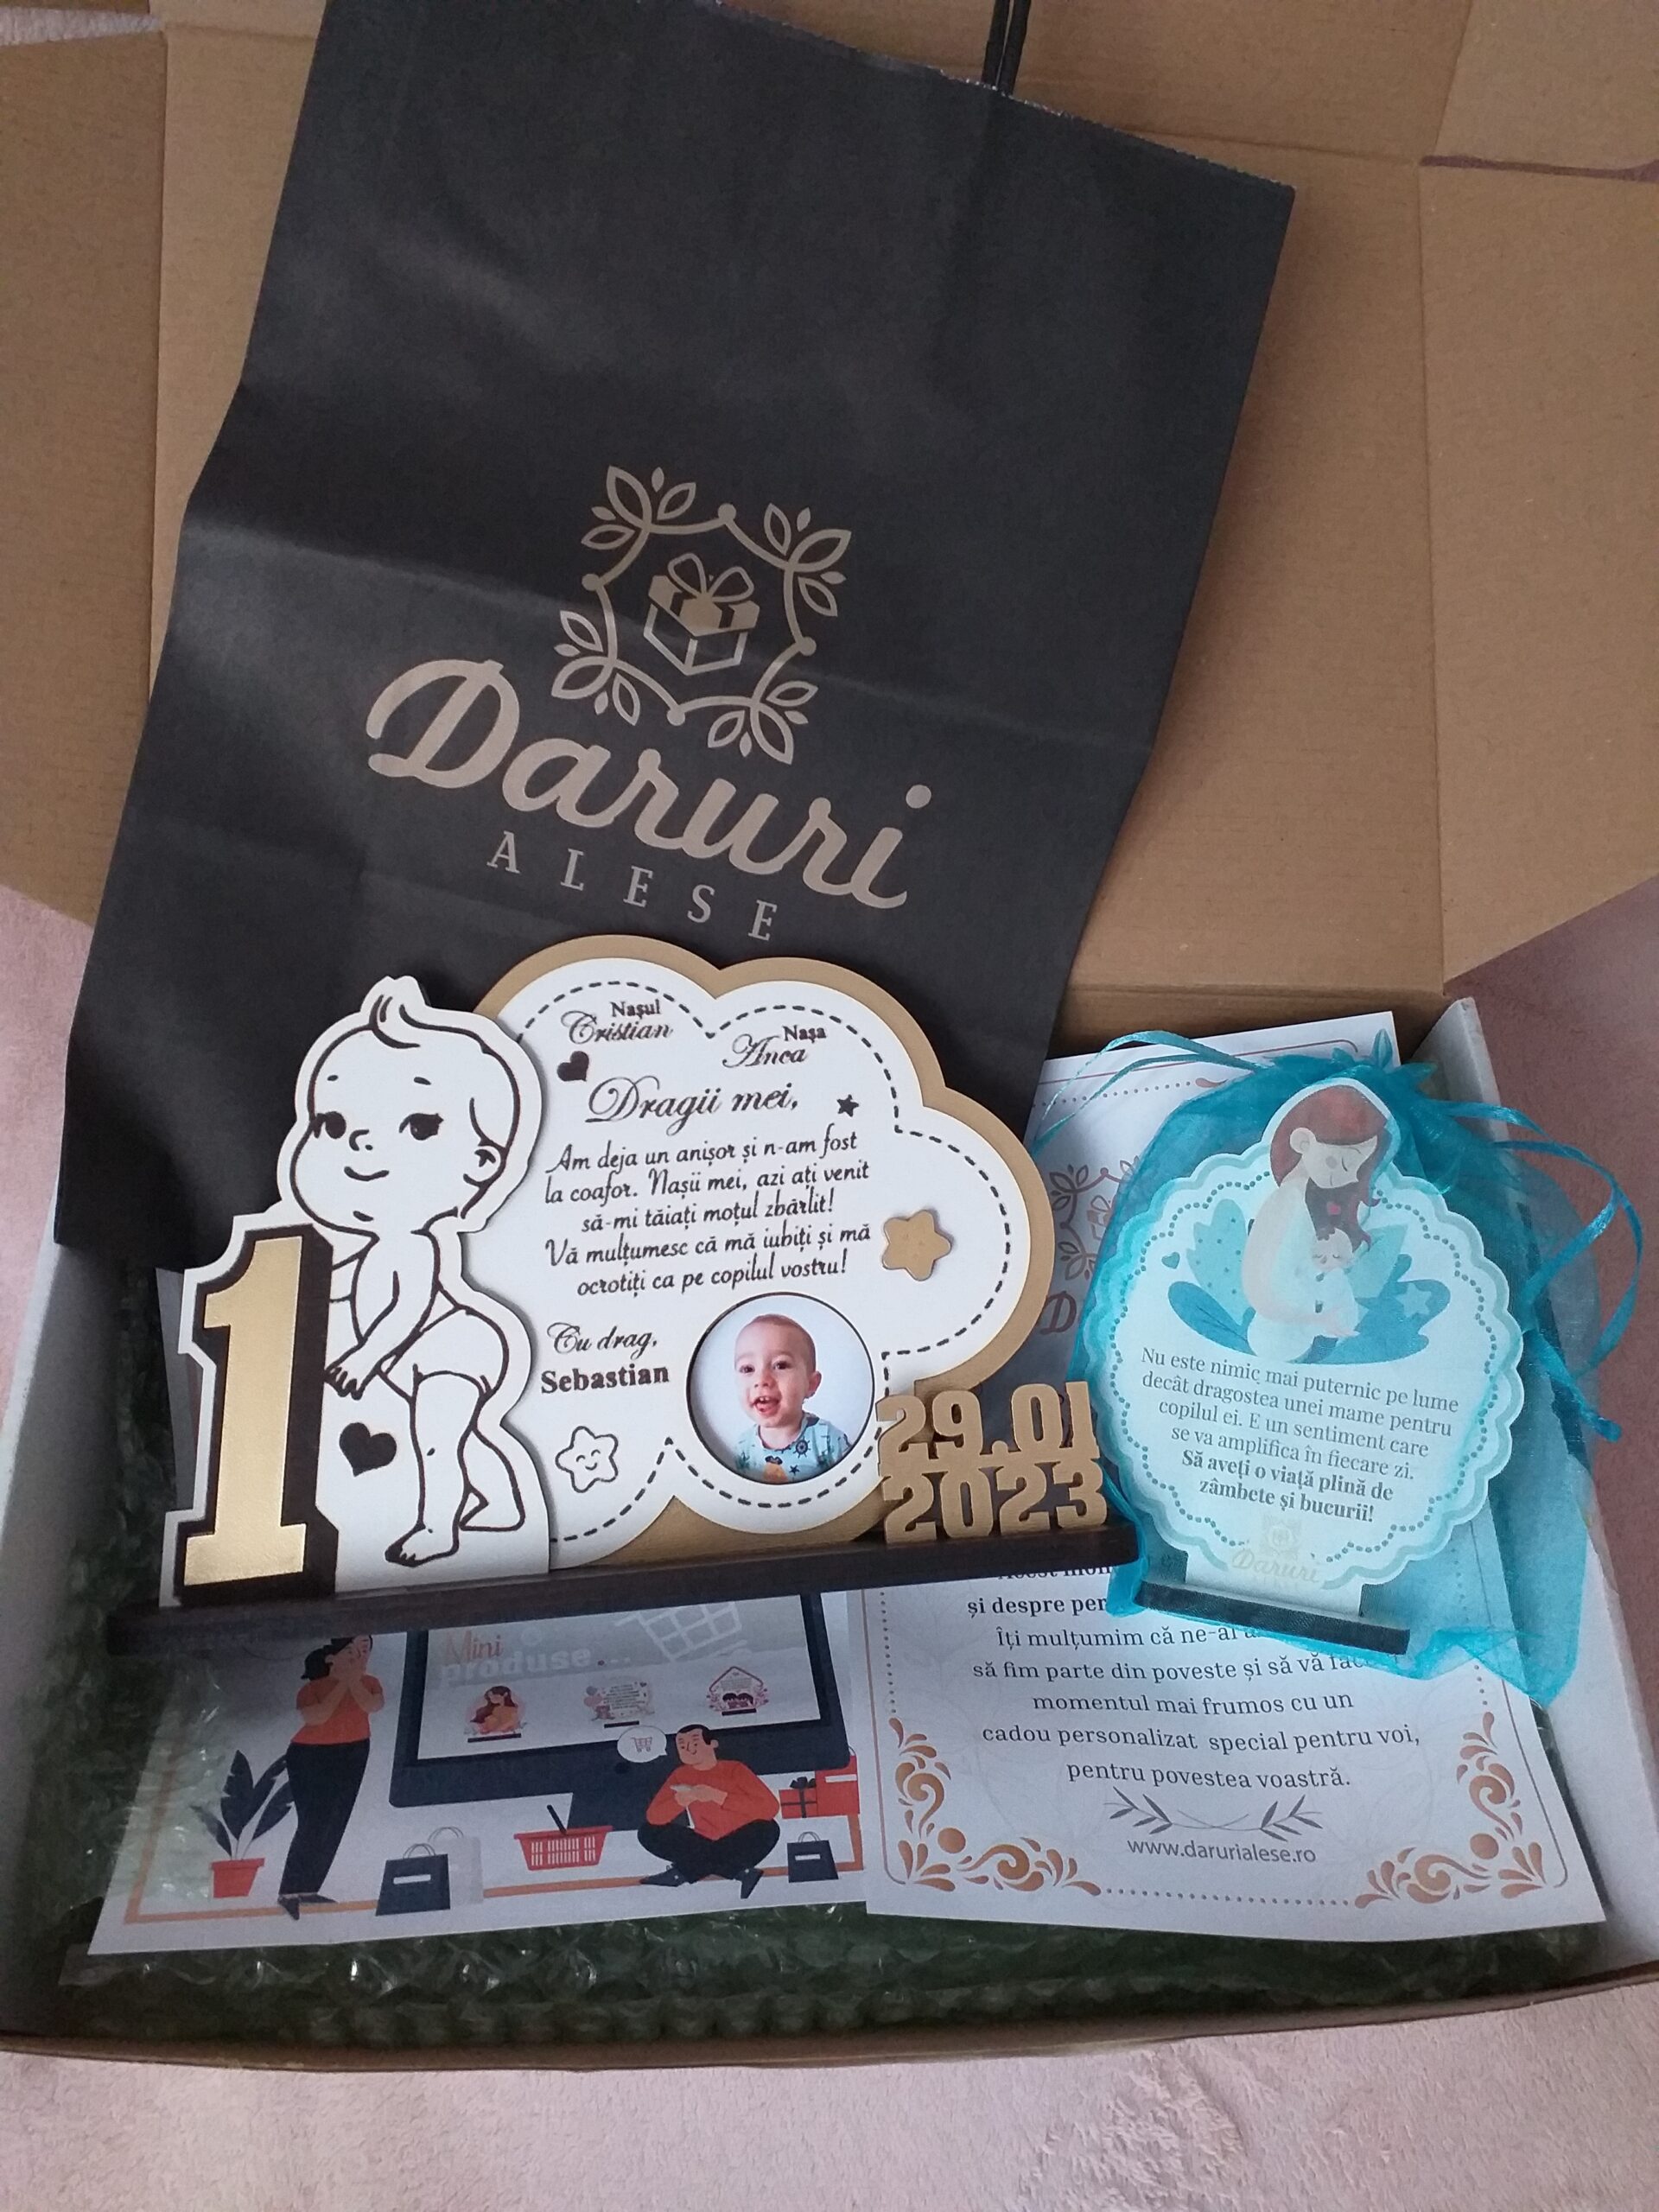 Daruri
ALESE
Nașul
Cristian
Nașa
Anca
Dragii mei,
Am deja un anișor și n-am fost
la coafor. Nașii mei, azi ați venit
să-mi tăiați moțul zbârlit!
Vă mulțumesc că mă iubiți și mă
ocrotiți ca pe copilul vostru!
Cu drag,
Sebastian
1
29.01
2023
Nu este nimic mai puternic pe lume
decât dragostea unei mame pentru
copilul ei. E un sentiment care
se va amplifica în fiecare zi.
Să aveți o viață plină de
zâmbete și bucurii!
Daruri
Mini
produse...
și despre
Îți mulțumim că
să fim parte din poveste și să vă
momentul mai frumos cu un
cadou personalizat special pentru voi,
pentru povestea voastră.
www.darurialese.ro